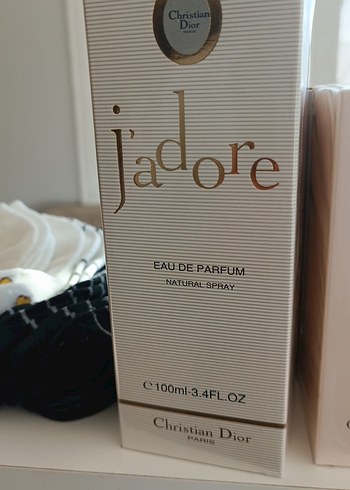 Christian
Dior
PARIS
j'adore
EAU DE PARFUM
NATURAL SPRAY
℮100ml-3.4FL.OZ
Christian Dior
PARIS